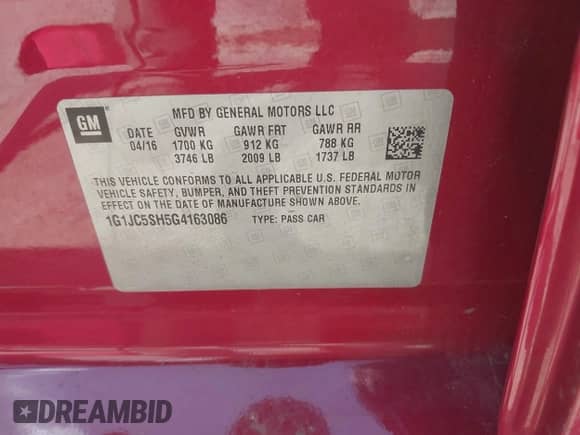 GM
MFD BY GENERAL MOTORS LLC
DATE GVWR GAWR FRT GAWR RR
04/16 1700 KG 912 KG 788 KG
3746 LB 2009 LB 1737 LB
THIS VEHICLE CONFORMS TO ALL APPLICABLE U.S. FEDERAL MOTOR
VEHICLE SAFETY, BUMPER, AND THEFT PREVENTION STANDARDS IN
EFFECT ON THE DATE OF MANUFACTURE SHOWN ABOVE.
1G1JC5SH5G4163086 TYPE: PASS CAR
DREAMBID